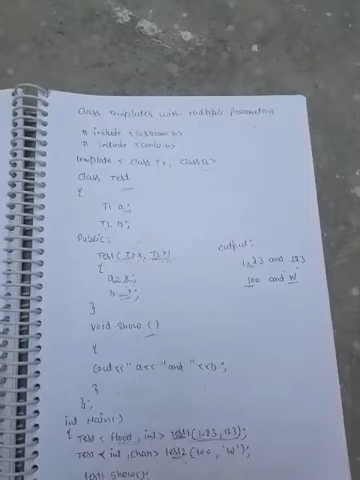 Class Templates with Multiple Parameters
# include <iostream.h>
# include <conio.h>
template < class T1, class a>
Class Test
{
T1 a;
T2 b;
Public:
Test ( T1 x, T2 y)
{
a = x;
b = y;
}
void show ()
{
Cout << " a << "and " << b;
}
};
int Main()
{ Test < float, int> test1 (1.23, 123);
Test < int, char> test2 (100, 'W');
test1. show();
output:
1.23 and 123
100 and W